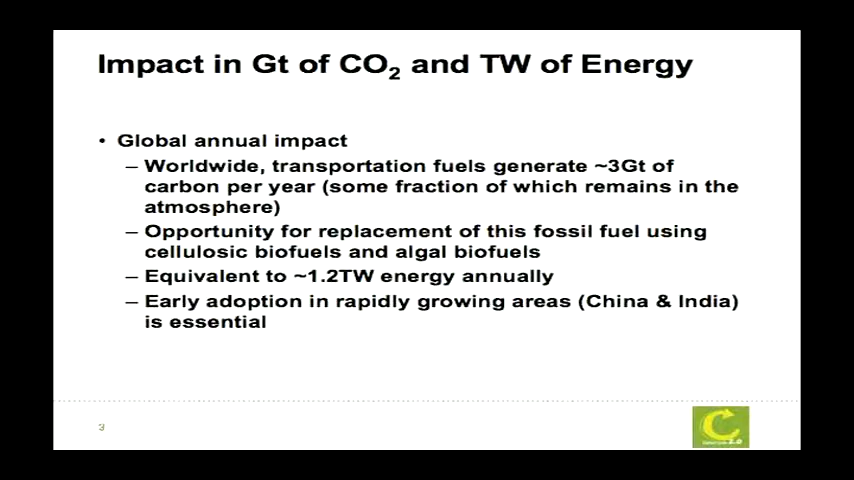 Impact in Gt of CO2 and TW of Energy
• Global annual impact
– Worldwide, transportation fuels generate ~3Gt of
carbon per year (some fraction of which remains in the
atmosphere)
– Opportunity for replacement of this fossil fuel using
cellulosic biofuels and algal biofuels
– Equivalent to ~1.2TW energy annually
– Early adoption in rapidly growing areas (China & India)
is essential
3
2.0